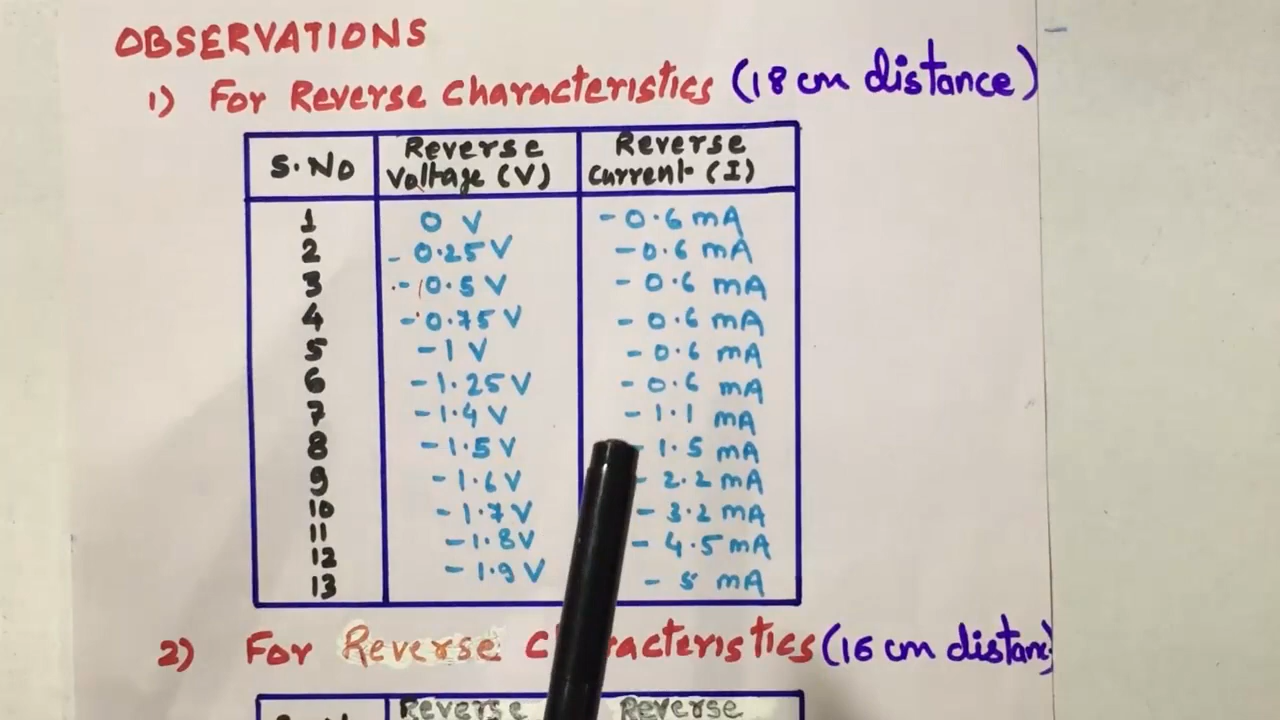 OBSERVATIONS
1) For Reverse characteristics (18 cm distance)
S.No Reverse Voltage (V) Reverse Current (I)
1 0 V -0.6 mA
2 -0.25 V -0.6 mA
3 -0.5 V -0.6 mA
4 -0.75 V -0.6 mA
5 -1 V -0.6 mA
6 -1.25 V -0.6 mA
7 -1.4 V -1.1 mA
8 -1.5 V -1.5 mA
9 -1.6 V -2.2 mA
10 -1.7 V -3.2 mA
11 -1.8 V -4.5 mA
12 -1.9 V -5 mA
13
2) For Reverse c racteristics (16 cm distanc
Reverse Reverse